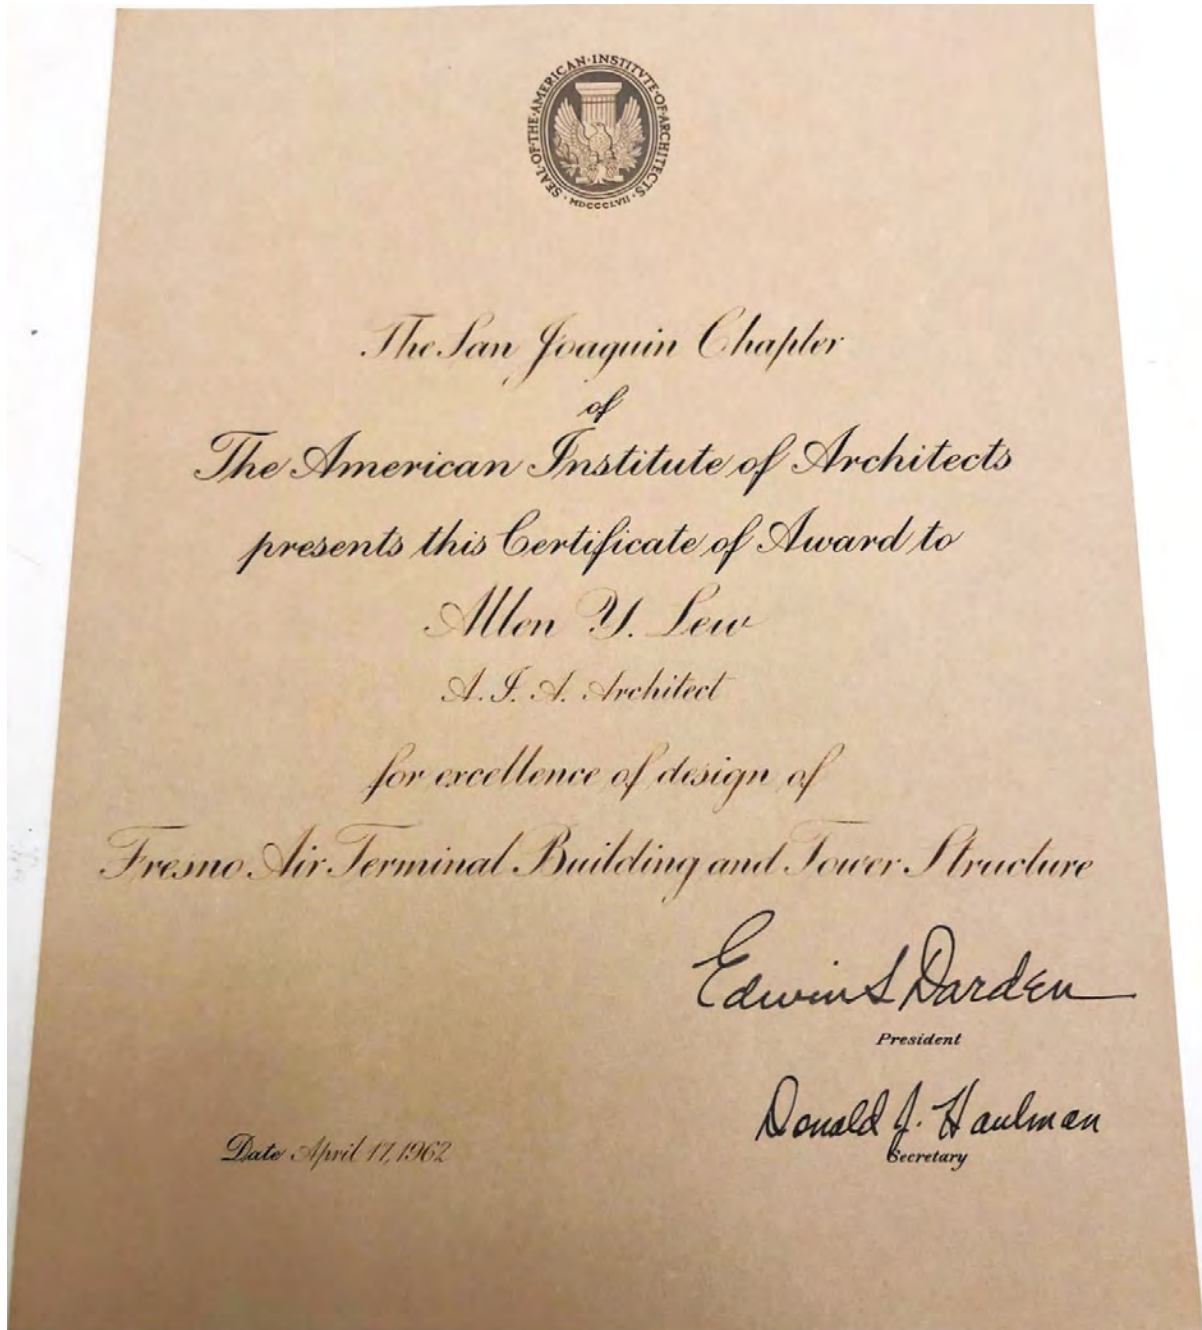 SEAL·OF·THE·AMERICAN·INSTITVTE·OF·ARCHITECTS·
MDCCCLVII
The San Joaquin Chapter
of
The American Institute of Architects
presents this Certificate of Award to
Allen Y. Lew
A. I. A. Architect
for excellence of design of
Fresno Air Terminal Building and Tower Structure
Edwin S Darden
President
Donald J. Haulman
Secretary
Date April 17, 1962